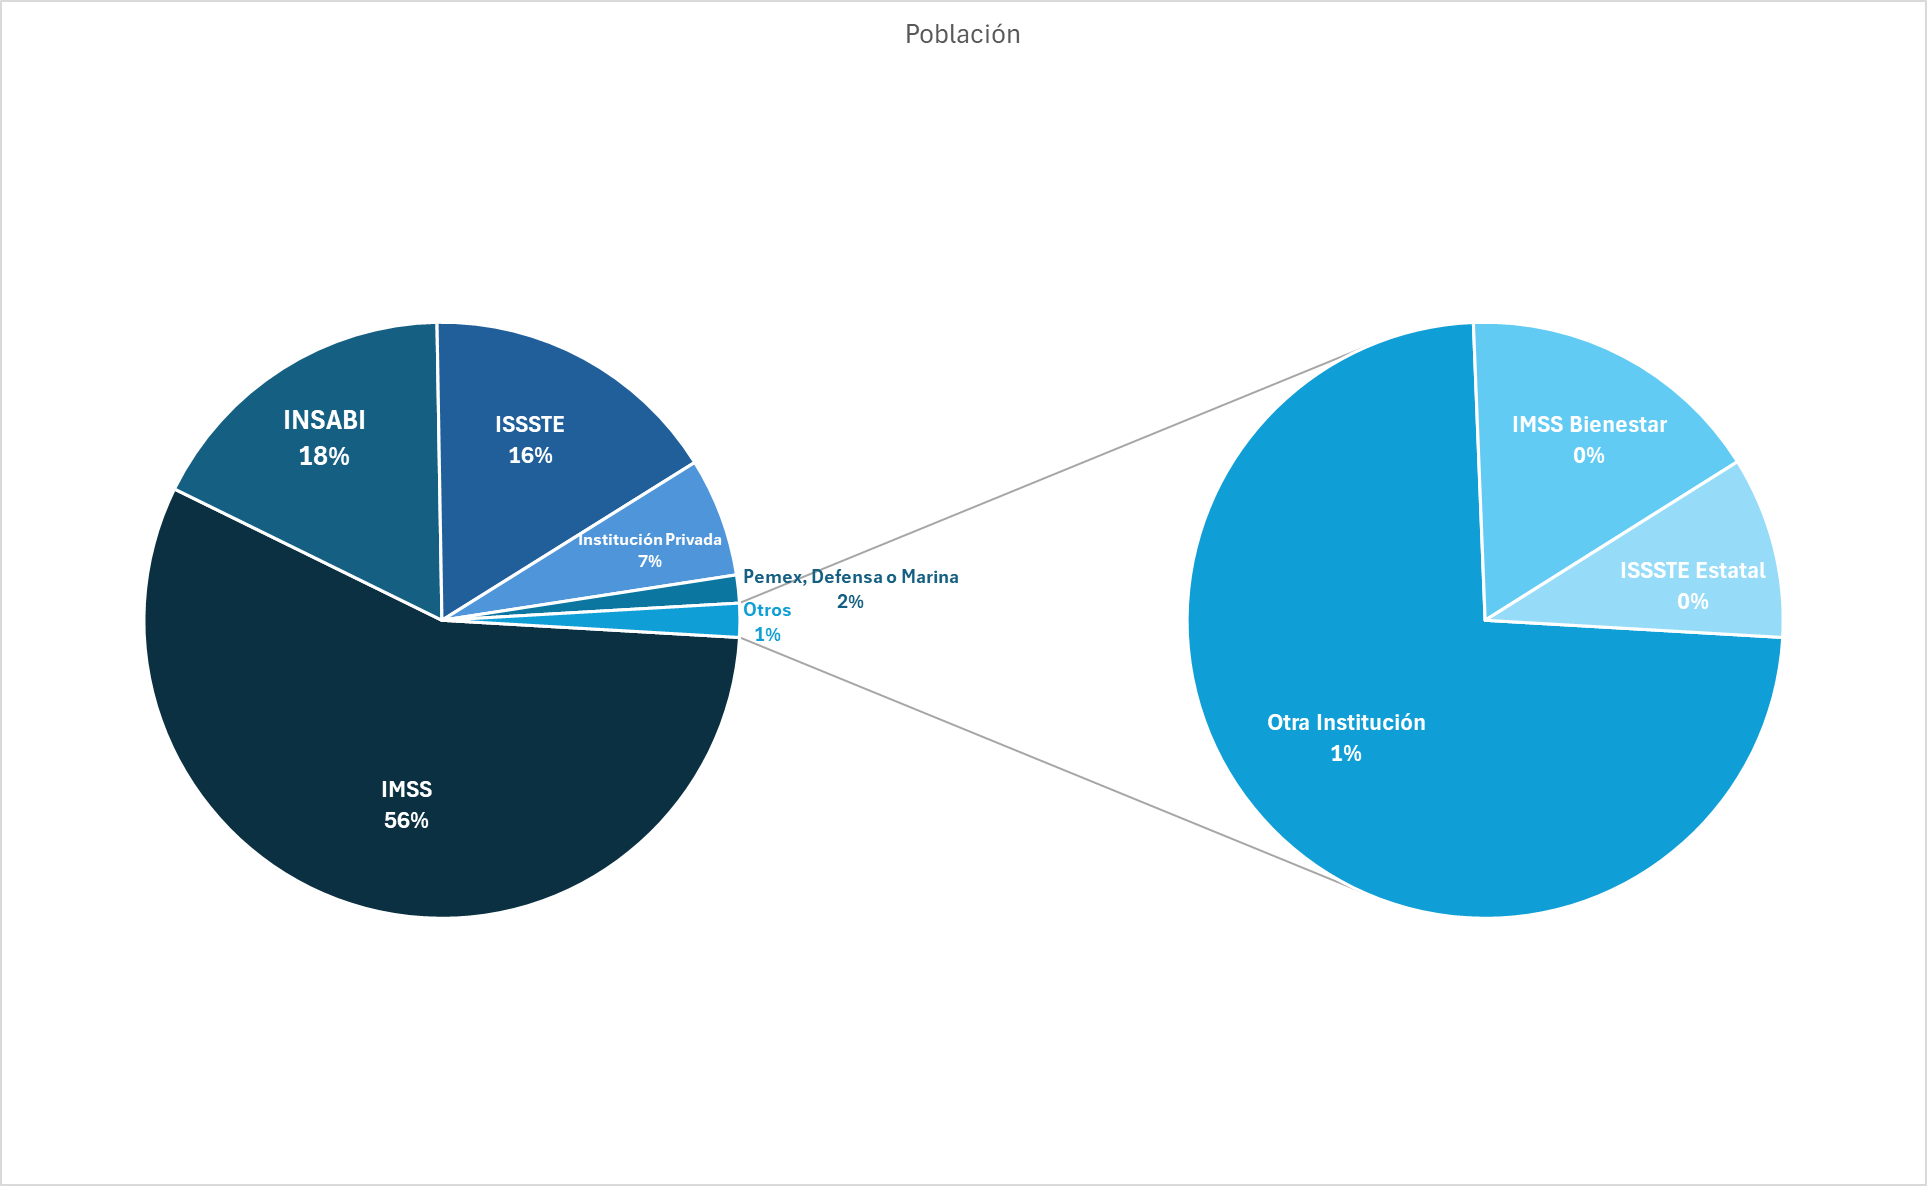 Población
INSABI
18%
ISSSTE
16%
Institución Privada
7%
Pemex, Defensa o Marina
2%
Otros
1%
IMSS
56%
IMSS Bienestar
0%
ISSSTE Estatal
0%
Otra Institución
1%